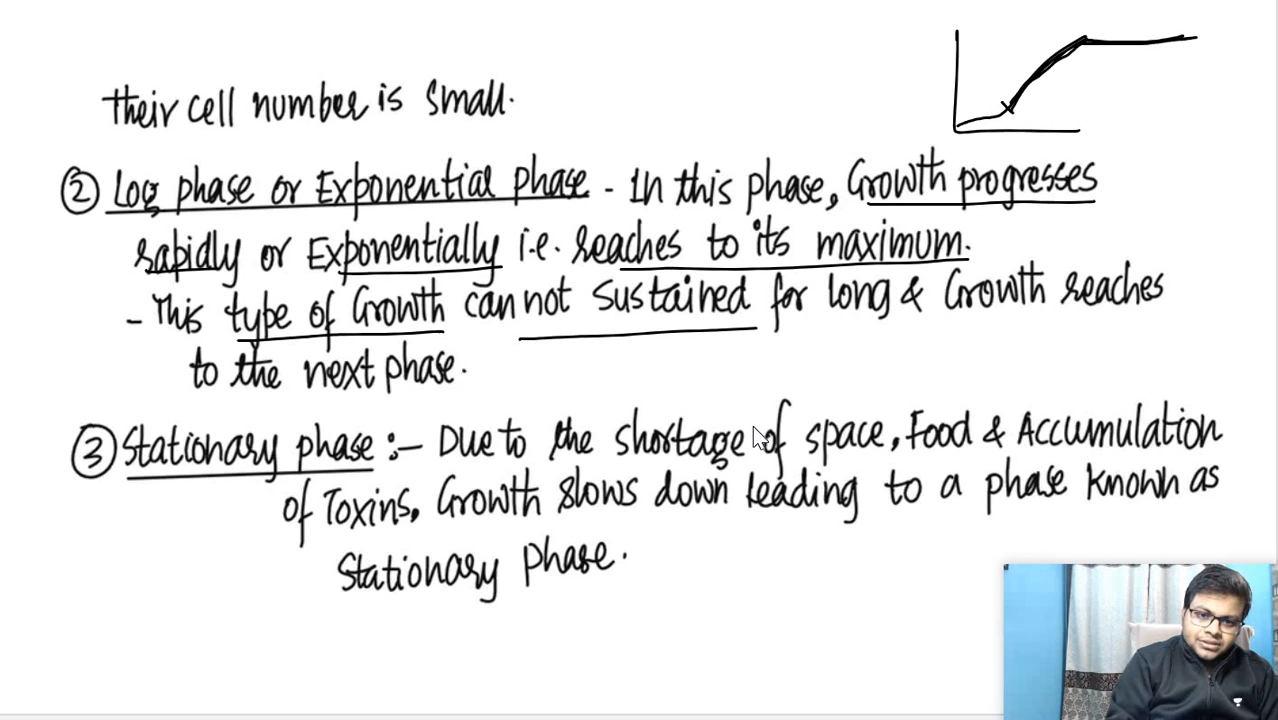 their cell number is small.
② Log phase or Exponential phase - In this phase, Growth progresses
rapidly or Exponentially i.e. reaches to its maximum.
- This type of Growth can not sustained for long & Growth reaches
to the next phase.
③ Stationary phase :- Due to the shortage of space, Food & Accumulation
of Toxins, Growth slows down leading to a phase known as
Stationary Phase.